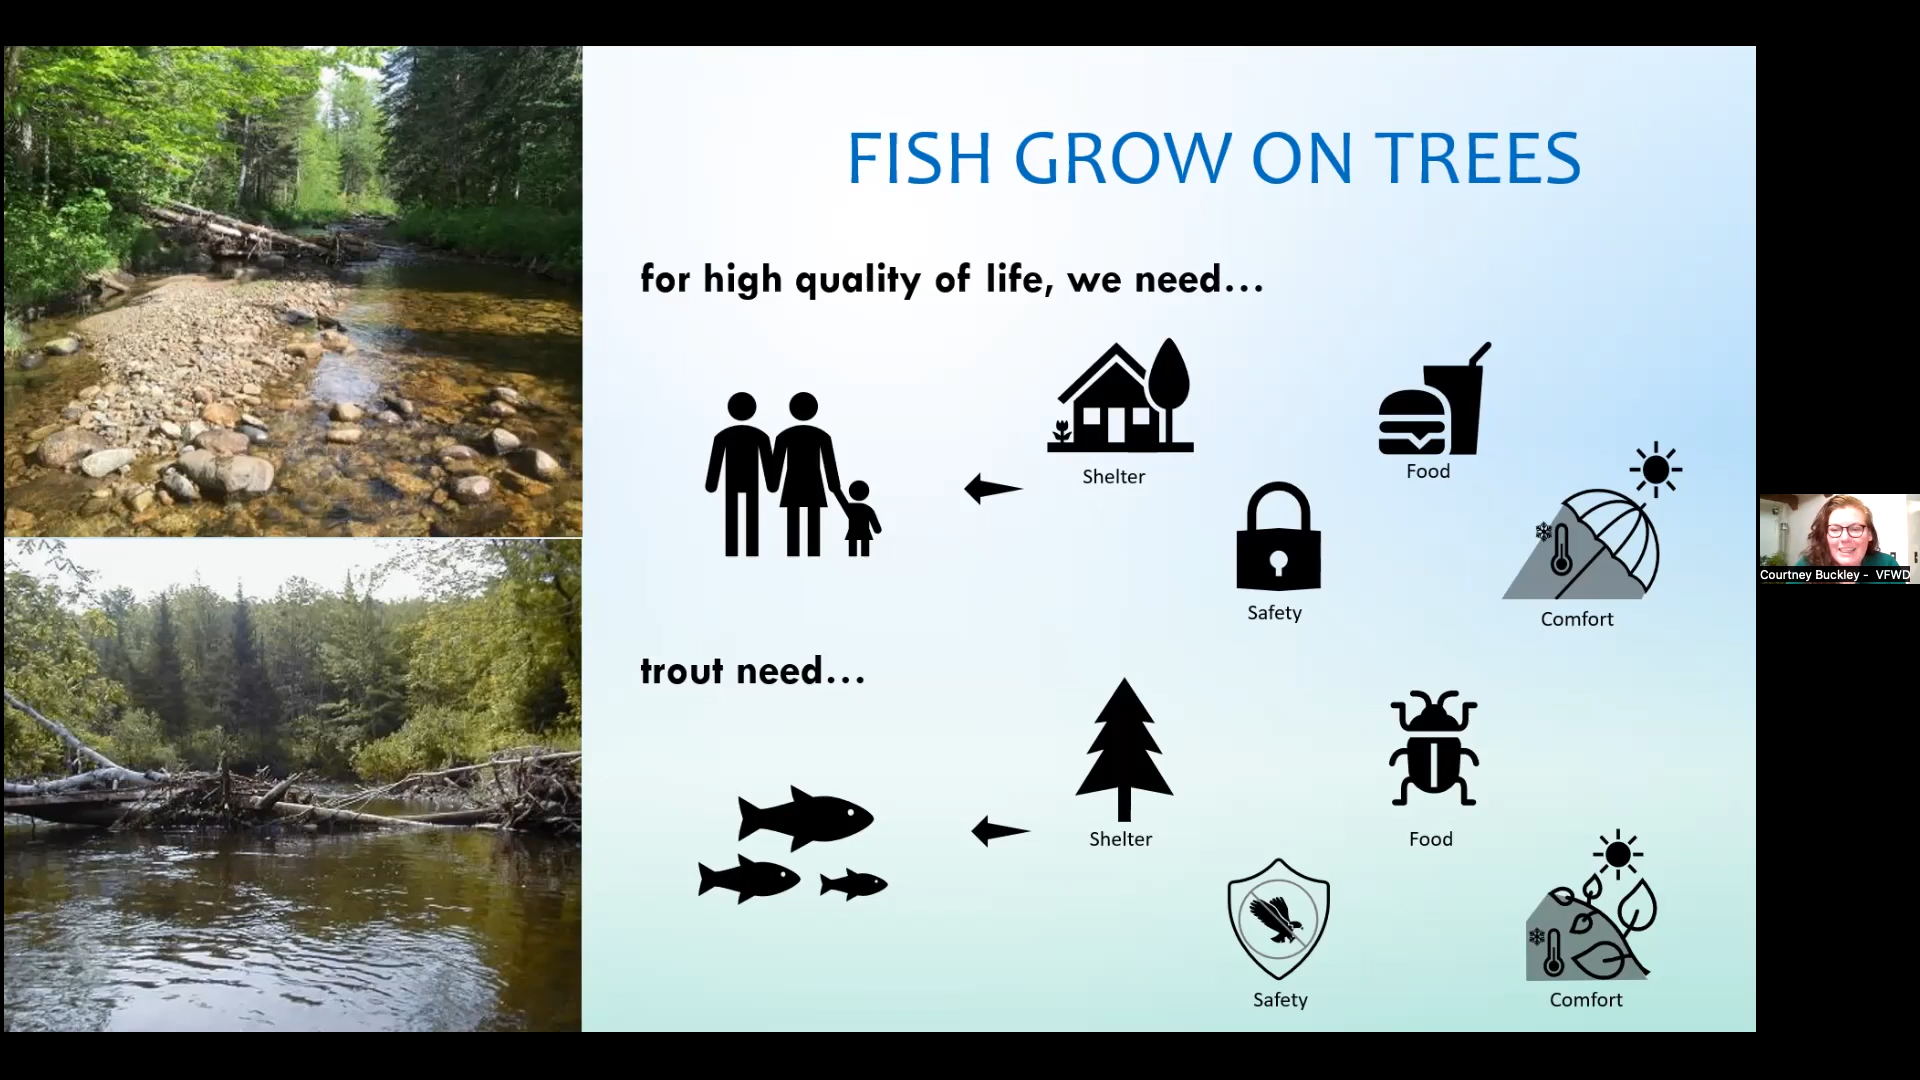 FISH GROW ON TREES
for high quality of life, we need...
Shelter
Food
Safety
Comfort
trout need...
Shelter
Food
Safety
Comfort
Courtney Buckley - VFWD